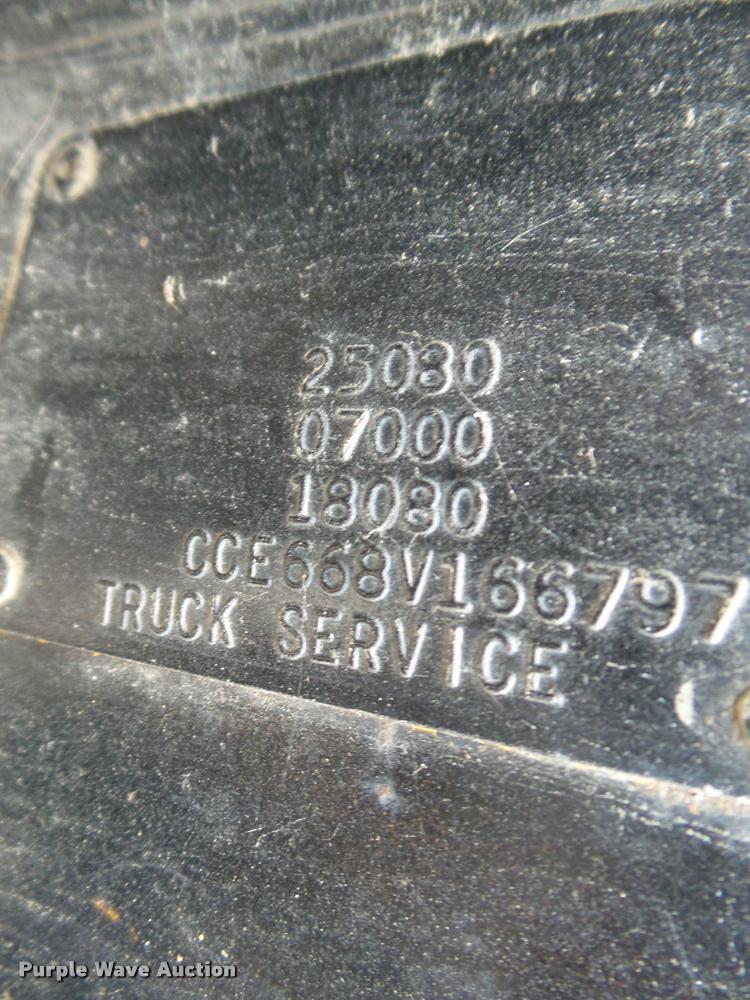 25080
07000
18080
CCE668V166797
TRUCK SERVICE
Purple Wave Auction